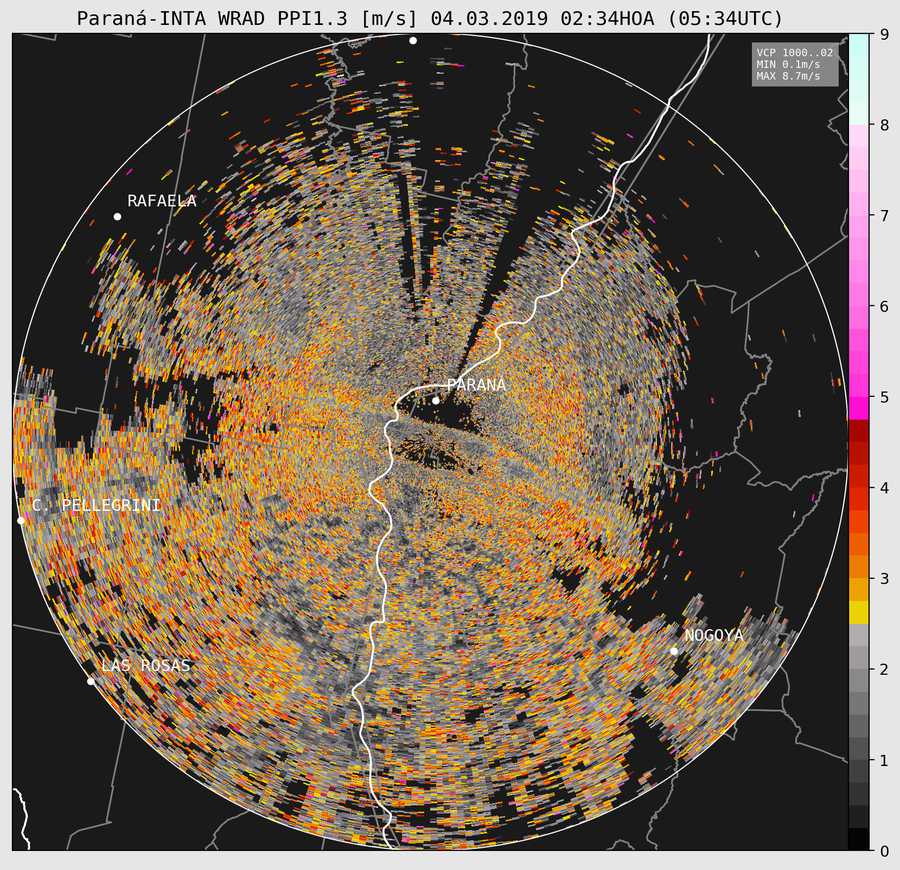 Paraná-INTA WRAD PPI1.3 [m/s] 04.03.2019 02:34HOA (05:34UTC)
VCP 1000..02
MIN 0.1m/s
MAX 8.7m/s
9
8
7
6
5
4
3
2
1
0
RAFAELA
PARANÁ
C. PELLEGRINI
NOGOYA
LAS ROSAS